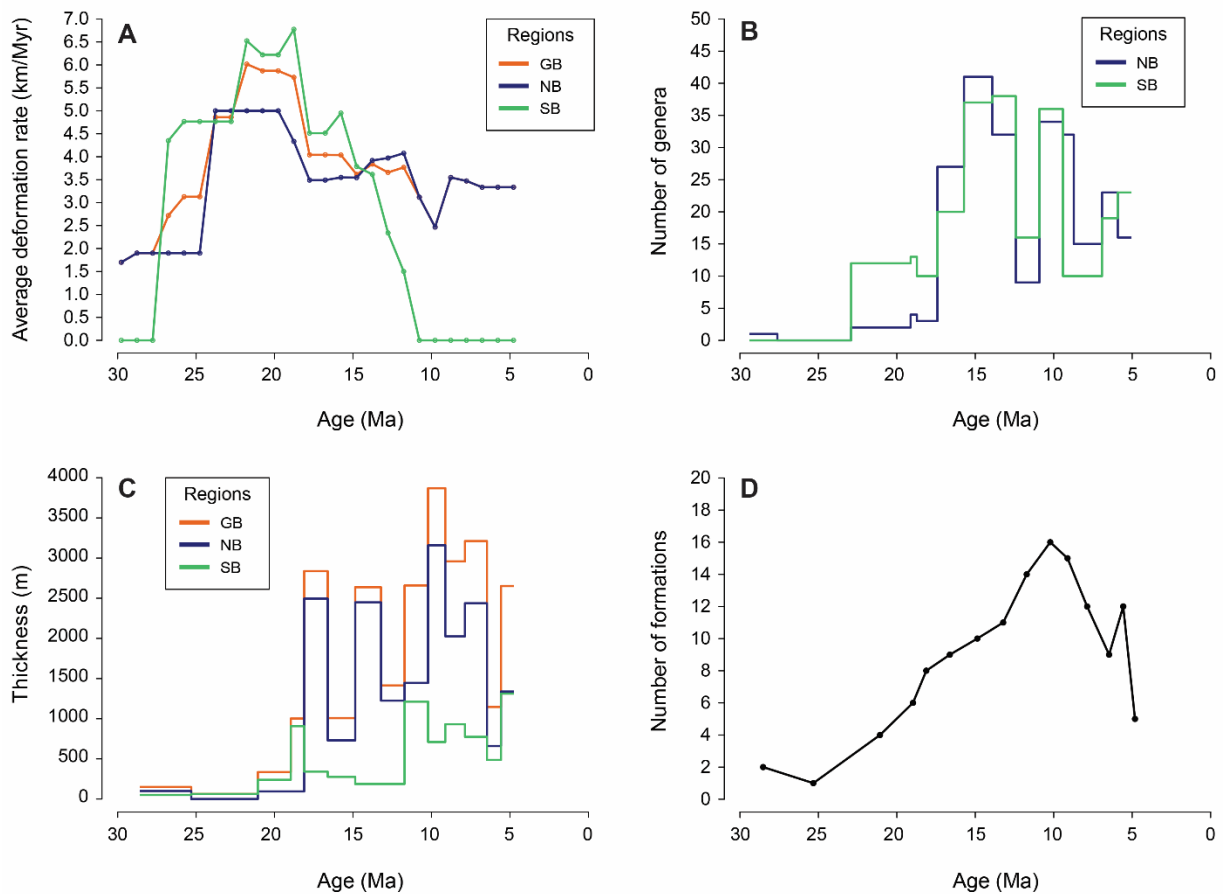 A
Average deformation rate (km/Myr)
7.0
6.5
6.0
5.5
5.0
4.5
4.0
3.5
3.0
2.5
2.0
1.5
1.0
0.5
0.0
Regions
GB
NB
SB
30 25 20 15 10 5 0
Age (Ma)
B
Number of genera
50
45
40
35
30
25
20
15
10
5
0
Regions
NB
SB
30 25 20 15 10 5 0
Age (Ma)
C
Thickness (m)
4000
3500
3000
2500
2000
1500
1000
500
0
Regions
GB
NB
SB
30 25 20 15 10 5 0
Age (Ma)
D
Number of formations
20
18
16
14
12
10
8
6
4
2
0
30 25 20 15 10 5 0
Age (Ma)